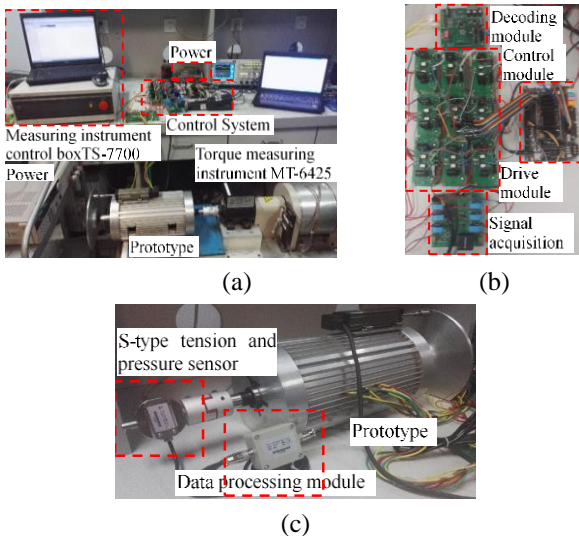 Power
Measuring instrument
control boxTS-7700
Control System
Torque measuring
instrument MT-6425
Power
Prototype
(a)
Decoding
module
Control
module
Drive
module
Signal
acquisition
(b)
S-type tension and
pressure sensor
Prototype
Data processing module
(c)